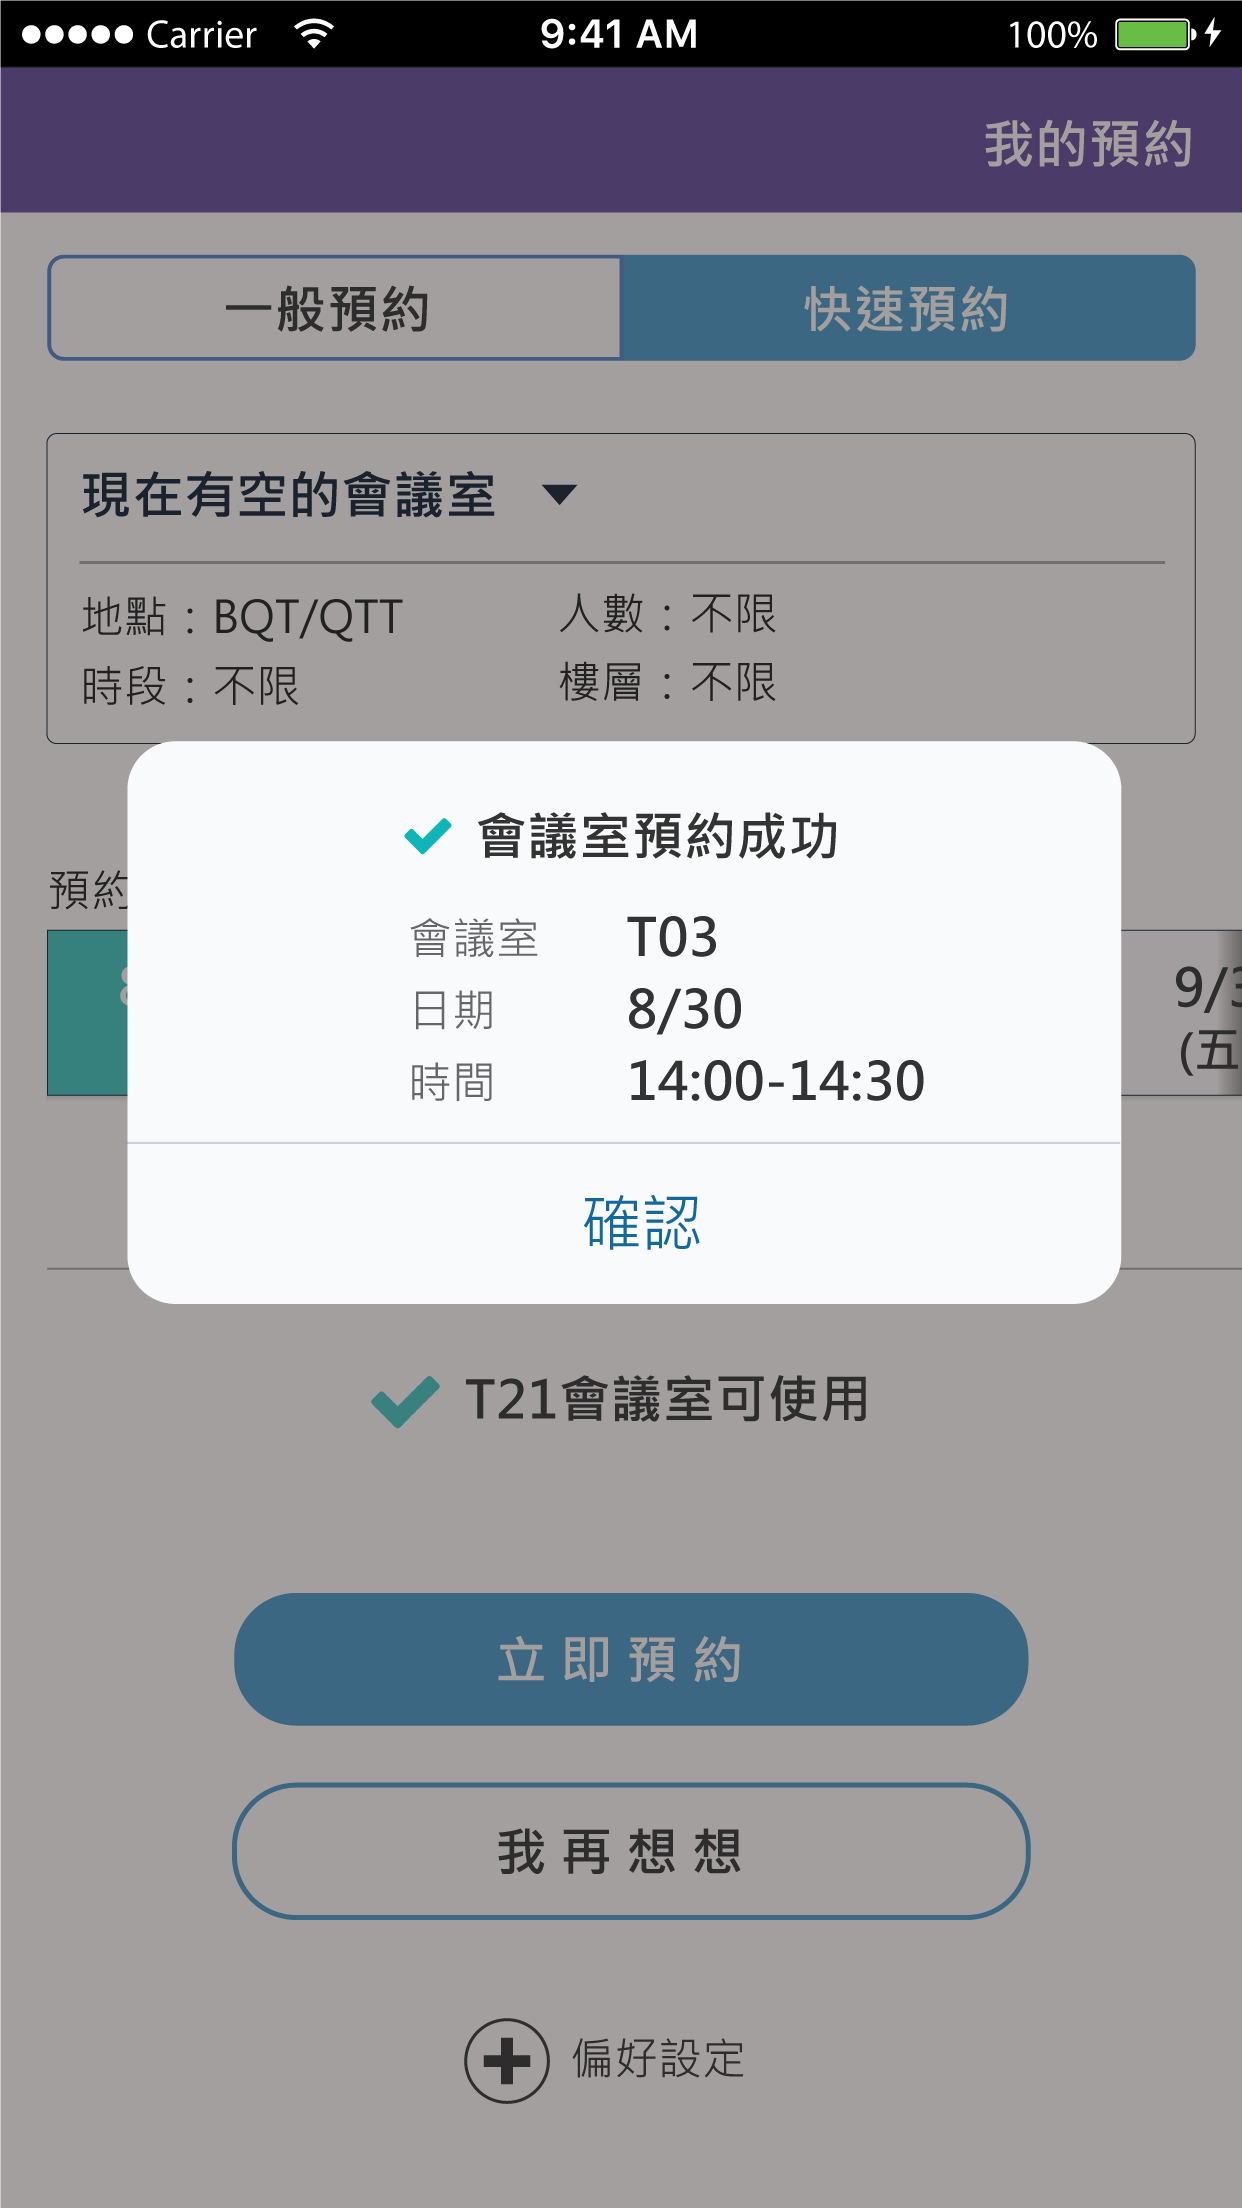 Carrier 9:41 AM 100%
我的預約
一般預約 快速預約
現在有空的會議室
地點：BQT/QTT 人數：不限
時段：不限 樓層：不限
會議室預約成功
預約
會議室 T03
9/3
日期 8/30
(五
時間 14:00-14:30
確認
T21會議室可使用
立即預約
我再想想
偏好設定